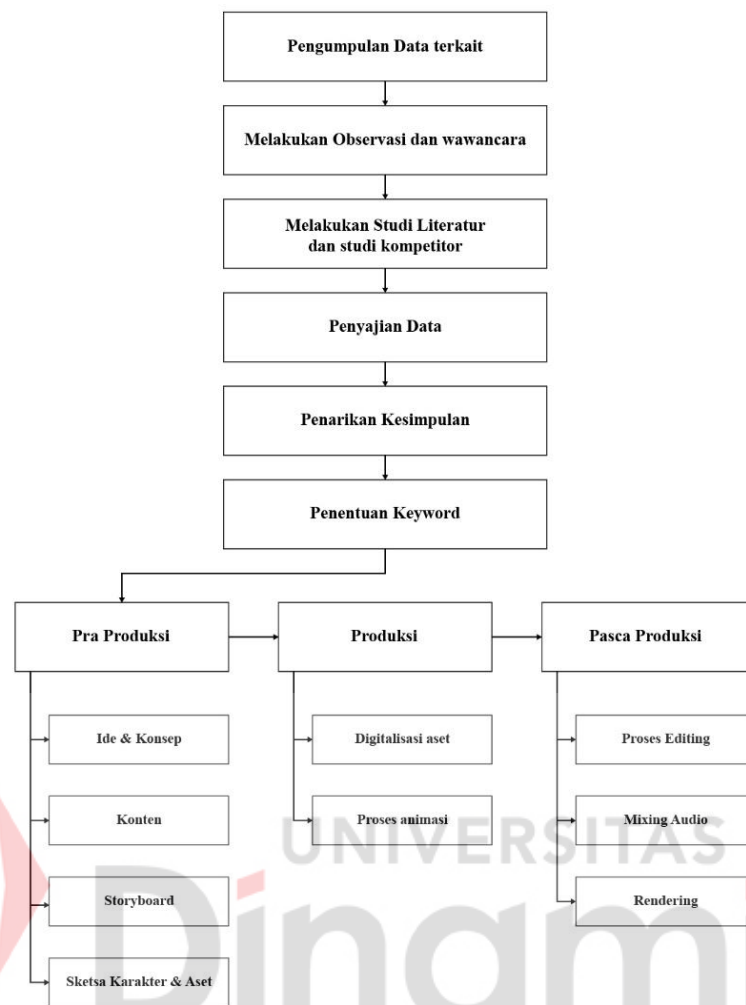 Pengumpulan Data terkait
Melakukan Observasi dan wawancara
Melakukan Studi Literatur
dan studi kompetitor
Penyajian Data
Penarikan Kesimpulan
Penentuan Keyword
Pra Produksi
Produksi
Pasca Produksi
Ide & Konsep
Digitalisasi aset
Proses Editing
Konten
Proses animasi
Mixing Audio
UNIVERSITAS
Storyboard
Rendering
Dinami
Sketsa Karakter & Aset